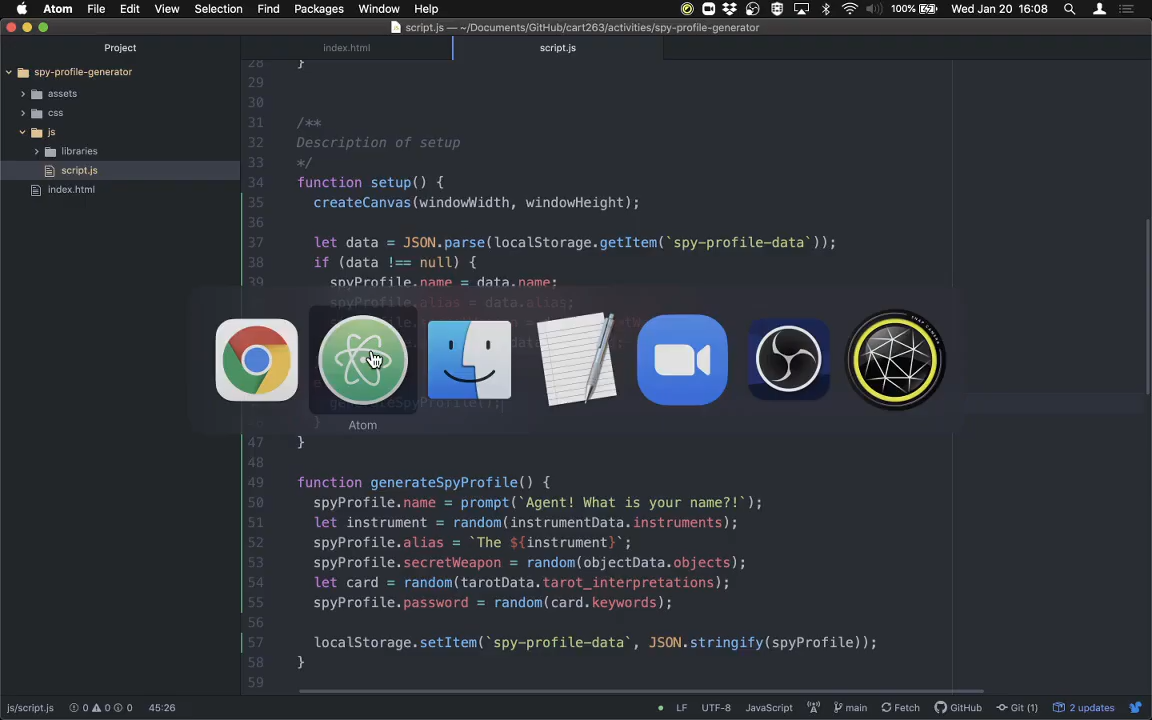 Atom File Edit View Selection Find Packages Window Help 100% Wed Jan 20 16:08
script.js — ~/Documents/GitHub/cart263/activities/spy-profile-generator
Project index.html script.js
spy-profile-generator
assets
css
js
libraries
script.js
index.html
28 }
29
30
31 /**
32 Description of setup
33 */
34 function setup() {
35 createCanvas(windowWidth, windowHeight);
36
37 let data = JSON.parse(localStorage.getItem(`spy-profile-data`));
38 if (data !== null) {
39 spyProfile.name = data.name;
spyProfile.alias = data.alias;
generateSpyProfile();
Atom
}
47 }
48
49 function generateSpyProfile() {
50 spyProfile.name = prompt(`Agent! What is your name?!`);
51 let instrument = random(instrumentData.instruments);
52 spyProfile.alias = `The ${instrument}`;
53 spyProfile.secretWeapon = random(objectData.objects);
54 let card = random(tarotData.tarot_interpretations);
55 spyProfile.password = random(card.keywords);
56
57 localStorage.setItem(`spy-profile-data`, JSON.stringify(spyProfile));
58 }
59
js/script.js 0 0 0 45:26 LF UTF-8 JavaScript main Fetch GitHub Git (1) 2 updates